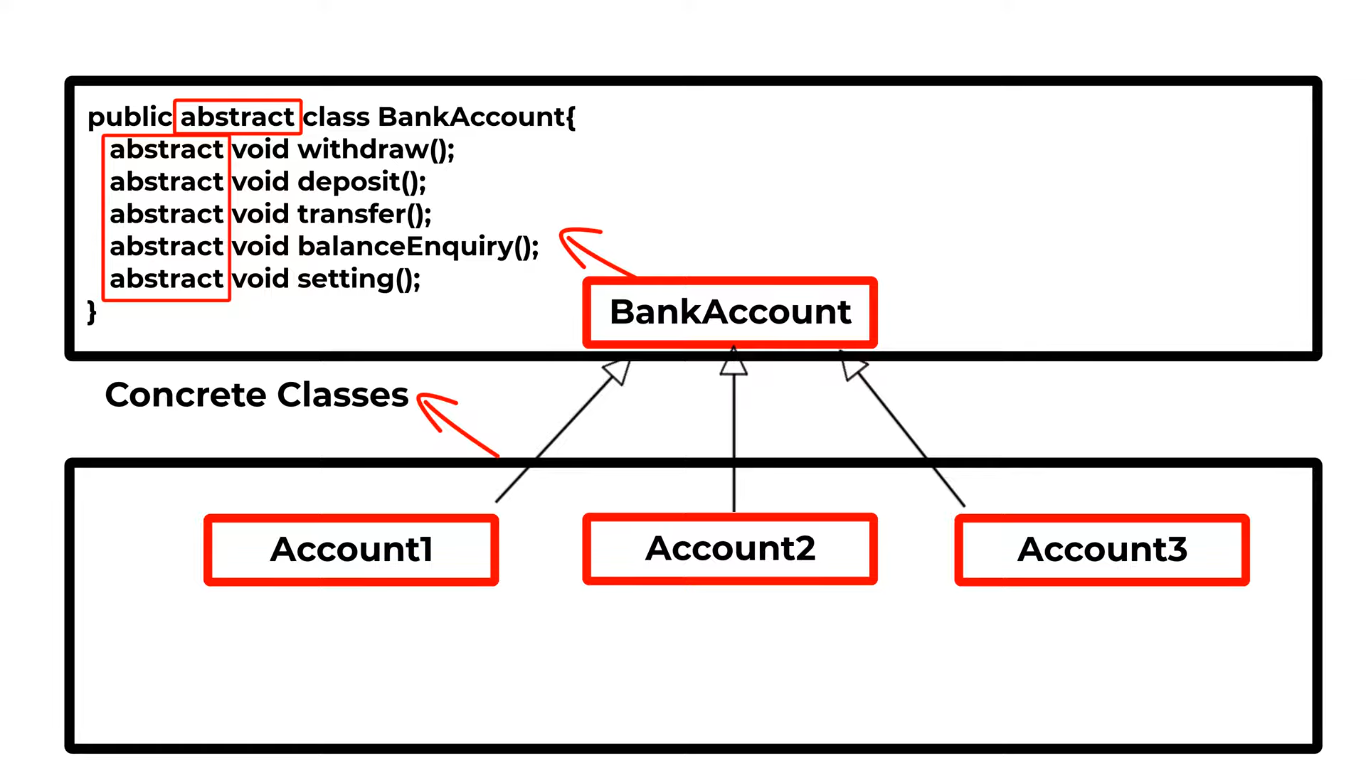 public abstract class BankAccount{
abstract void withdraw();
abstract void deposit();
abstract void transfer();
abstract void balanceEnquiry();
abstract void setting();
}
BankAccount
Concrete Classes
Account1
Account2
Account3